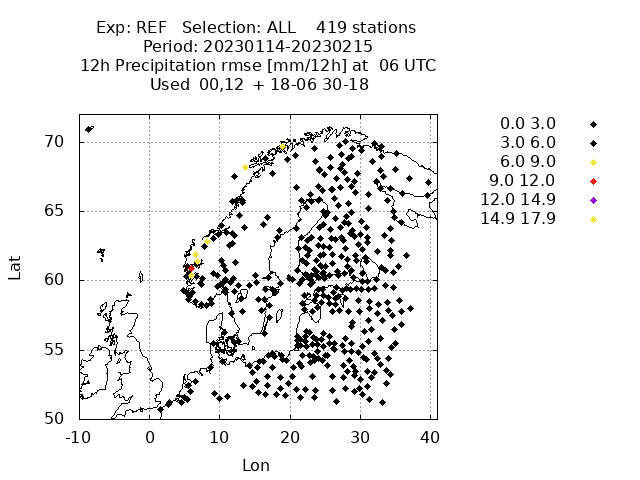 Exp: REF   Selection: ALL    419 stations
Period: 20230114-20230215
12h Precipitation rmse [mm/12h] at  06 UTC
Used  00,12  + 18-06 30-18
0.0 3.0
3.0 6.0
6.0 9.0
9.0 12.0
12.0 14.9
14.9 17.9
70
65
60
55
50
Lat
-10 0 10 20 30 40
Lon